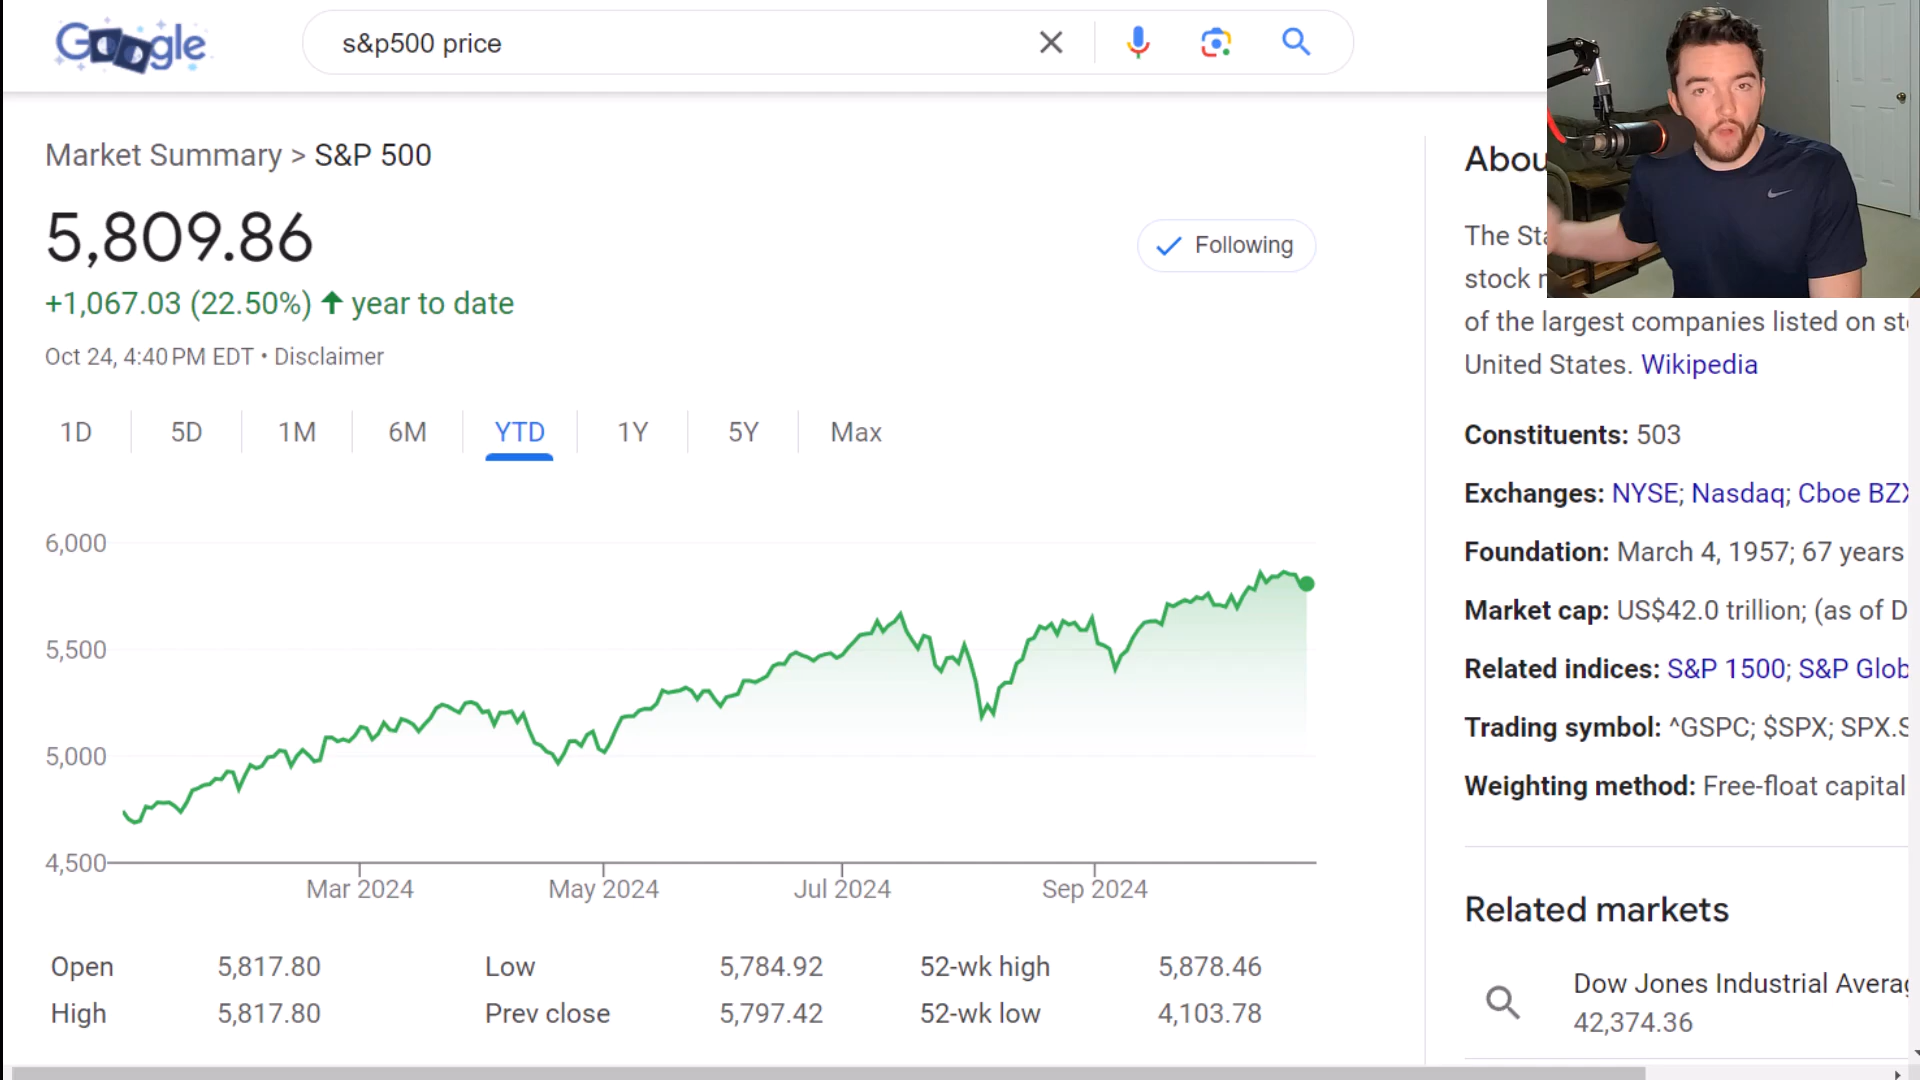 Google
s&p500 price
Market Summary > S&P 500
5,809.86
Following
+1,067.03 (22.50%) ↑ year to date
Oct 24, 4:40 PM EDT • Disclaimer
1D 5D 1M 6M YTD 1Y 5Y Max
6,000
5,500
5,000
4,500
Mar 2024 May 2024 Jul 2024 Sep 2024
Open 5,817.80 Low 5,784.92 52-wk high 5,878.46
High 5,817.80 Prev close 5,797.42 52-wk low 4,103.78
Abou
The Sta
stock
of the largest companies listed on
United States. Wikipedia
Constituents: 503
Exchanges: NYSE; Nasdaq; Cboe BZX
Foundation: March 4, 1957; 67 years
Market cap: US$42.0 trillion; (as of D
Related indices: S&P 1500; S&P Glob
Trading symbol: ^GSPC; $SPX; SPX.S
Weighting method: Free-float capital
Related markets
Dow Jones Industrial Averag
42,374.36